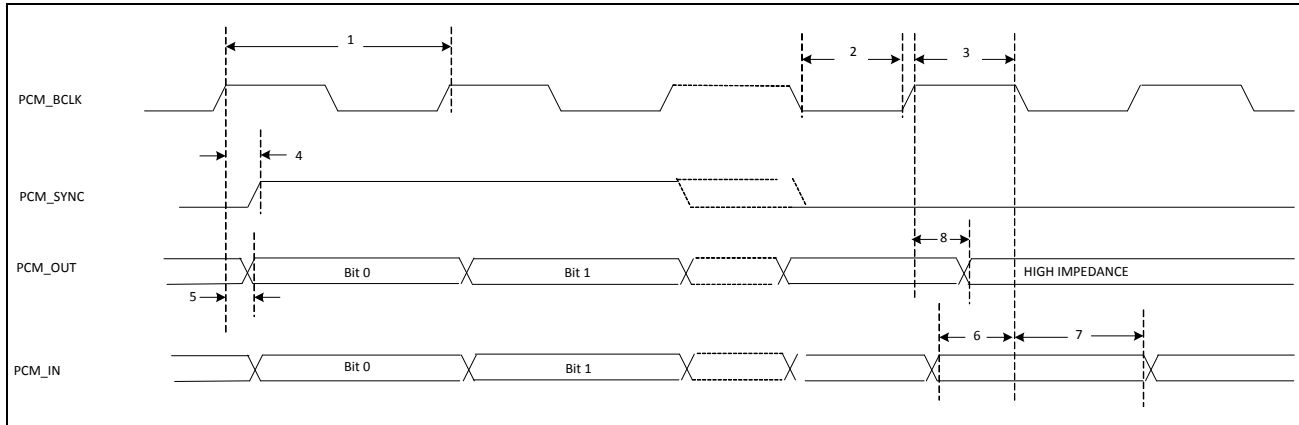 1
2
3
PCM_BCLK
4
PCM_SYNC
8
PCM_OUT
Bit 0
Bit 1
HIGH IMPEDANCE
5
6
7
PCM_IN
Bit 0
Bit 1